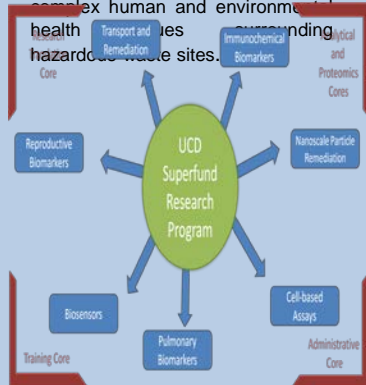 complex human and environmental
health ues surrounding
hazardous waste sites.
Research
Core
Transport and
Remediation
Immunochemical
Biomarkers
Analytical
and
Proteomics
Cores
Reproductive
Biomarkers
UCD
Superfund
Research
Program
Nanoscale Particle
Remediation
Biosensors
Pulmonary
Biomarkers
Cell-based
Assays
Training Core
Administrative
Core